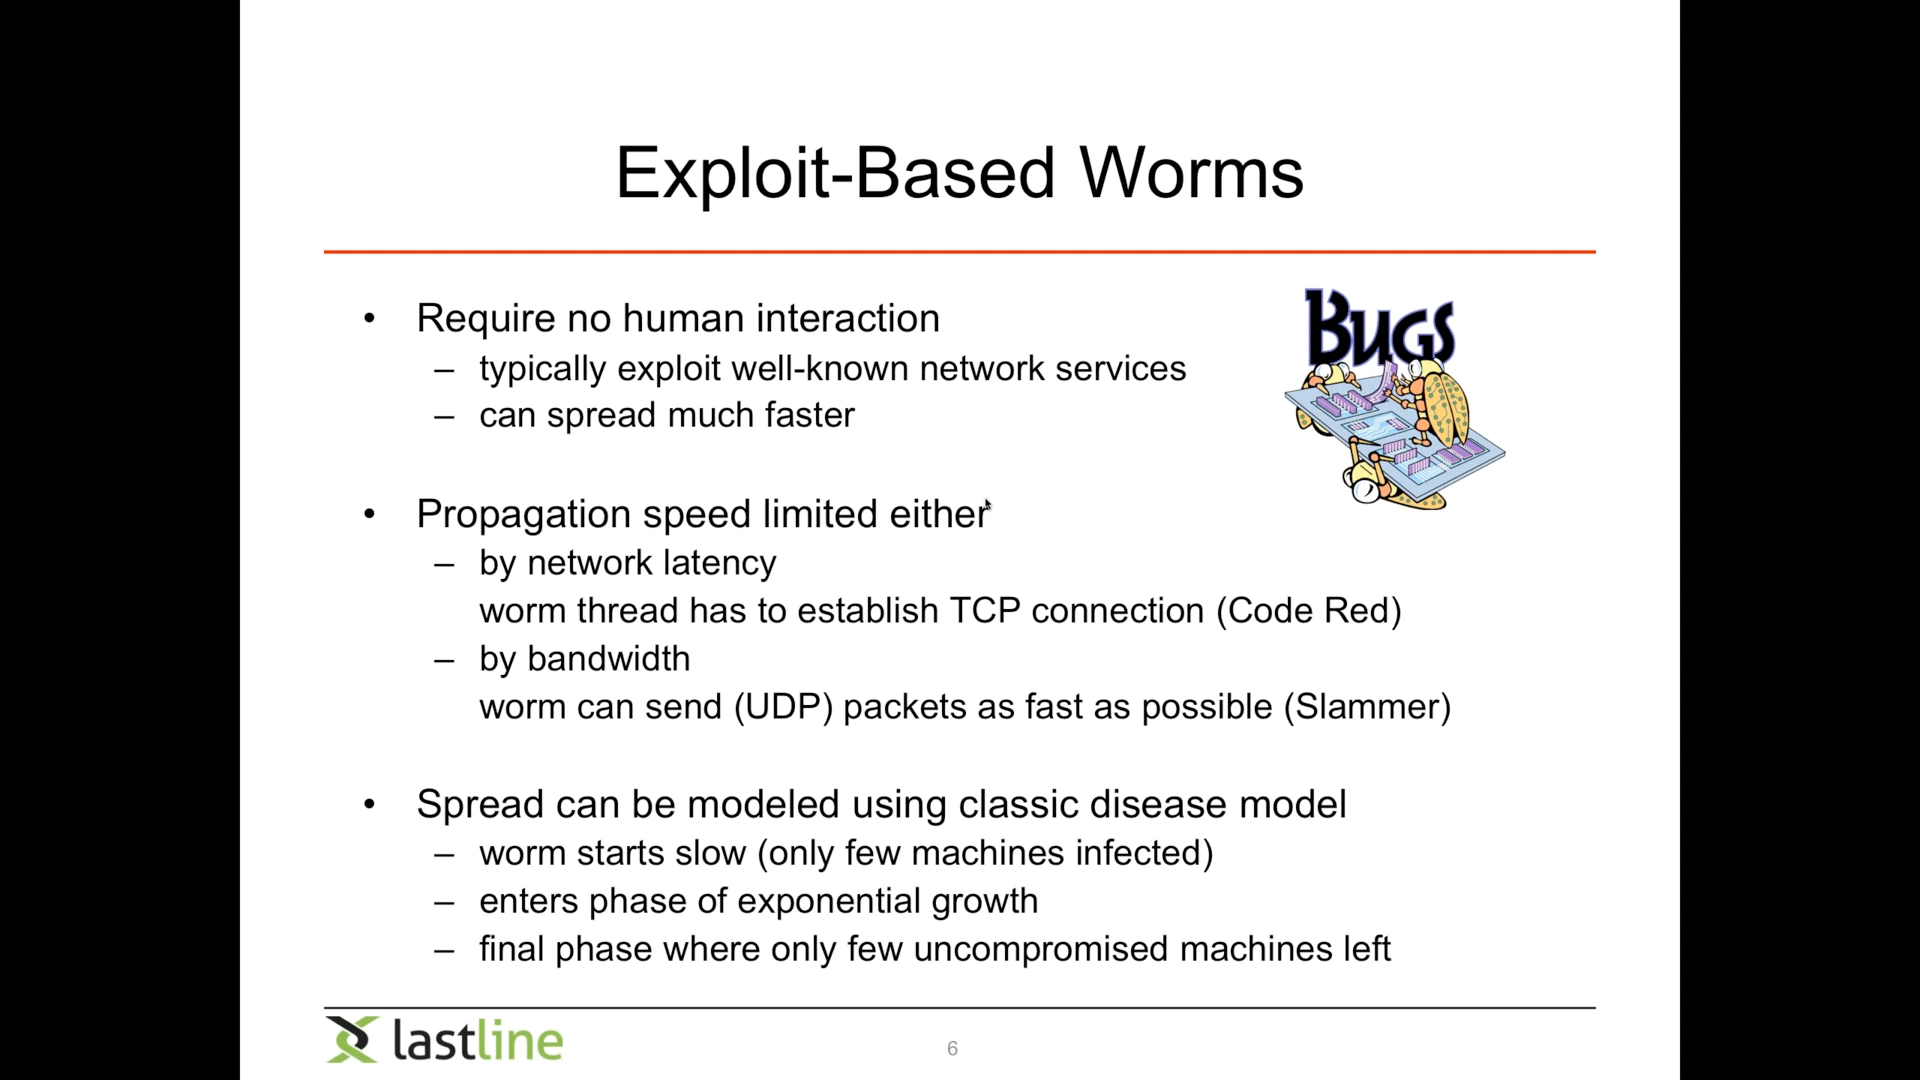 Exploit-Based Worms
• Require no human interaction
– typically exploit well-known network services
– can spread much faster
BUGS
• Propagation speed limited either
– by network latency
worm thread has to establish TCP connection (Code Red)
– by bandwidth
worm can send (UDP) packets as fast as possible (Slammer)
• Spread can be modeled using classic disease model
– worm starts slow (only few machines infected)
– enters phase of exponential growth
– final phase where only few uncompromised machines left
lastline
6